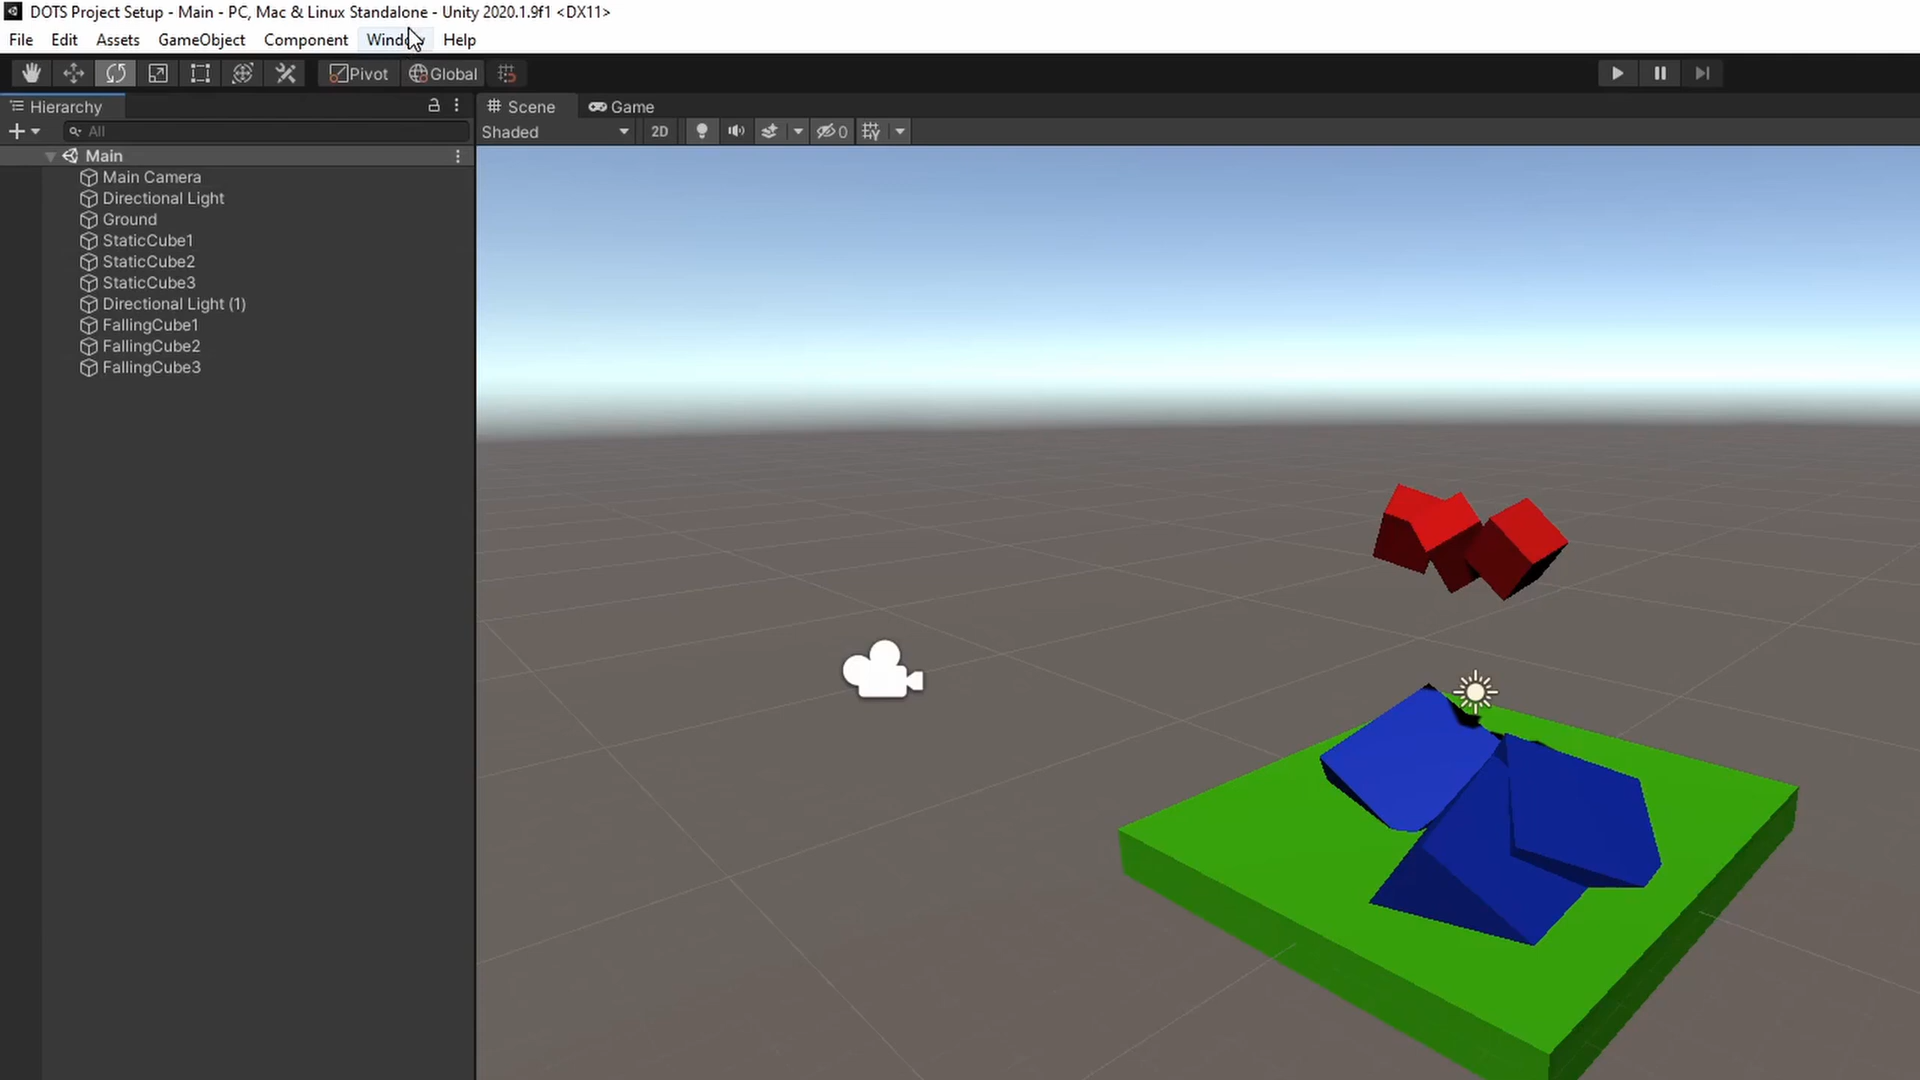 DOTS Project Setup - Main - PC, Mac & Linux Standalone - Unity 2020.1.9f1 <DX11>
File Edit Assets GameObject Component Window Help
Pivot Global
Hierarchy
Scene Game
All
Shaded 2D 0
Main
Main Camera
Directional Light
Ground
StaticCube1
StaticCube2
StaticCube3
Directional Light (1)
FallingCube1
FallingCube2
FallingCube3